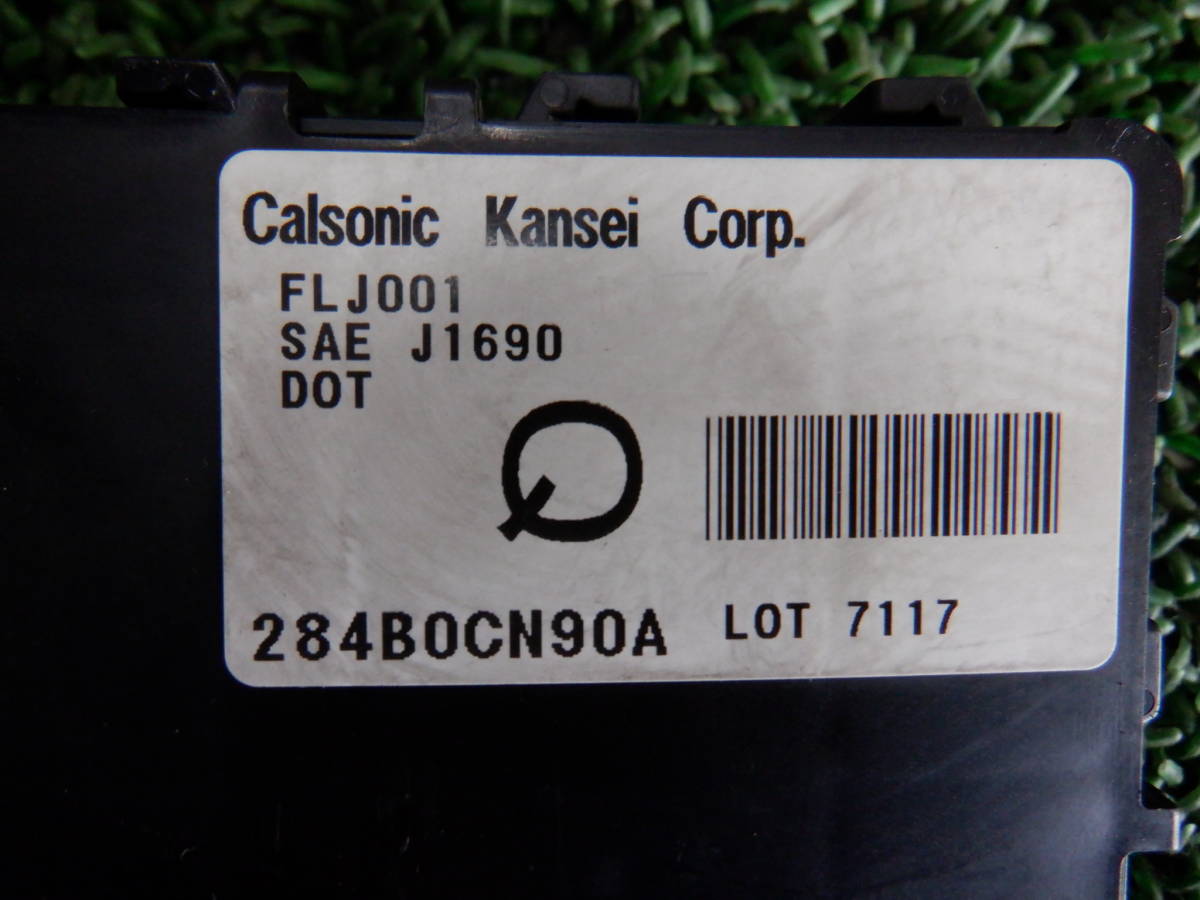 Calsonic Kansei Corp.
FLJ001
SAE J1690
DOT
Q
284B0CN90A LOT 7117